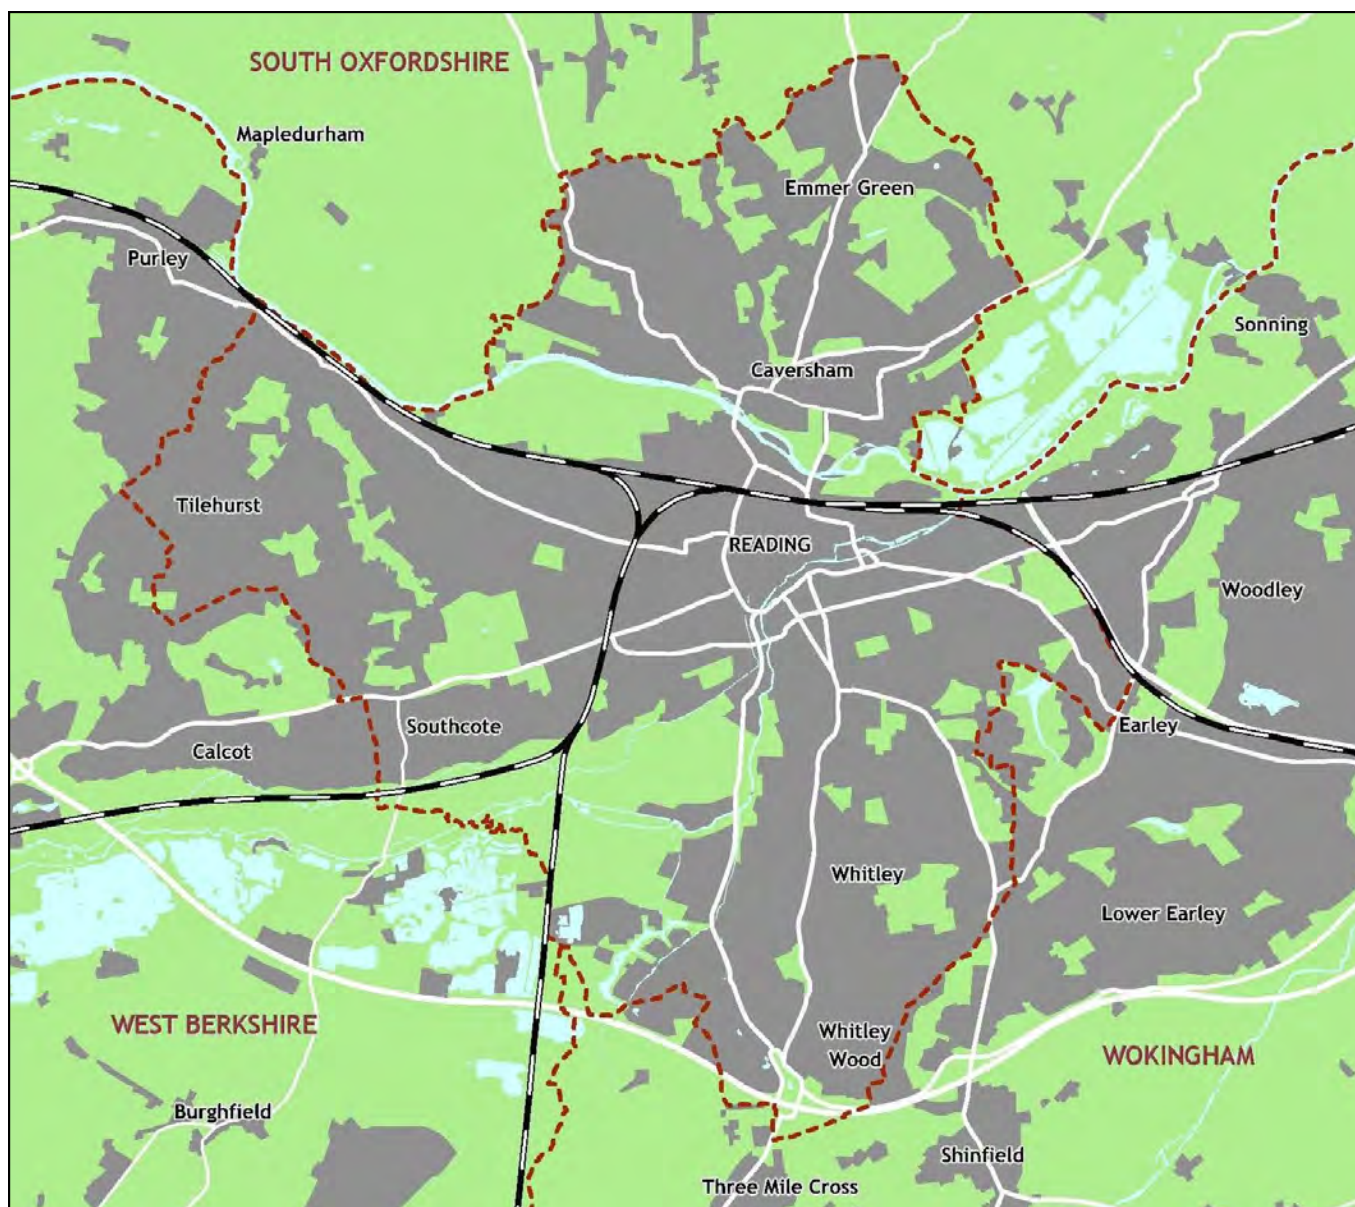 SOUTH OXFORDSHIRE
Mapledurham
Emmer Green
Purley
Sonning
Caversham
Tilehurst
READING
Woodley
Southcote
Earley
Calcot
Whitley
Lower Earley
WEST BERKSHIRE
Whitley
Wood
WOKINGHAM
Burghfield
Shinfield
Three Mile Cross